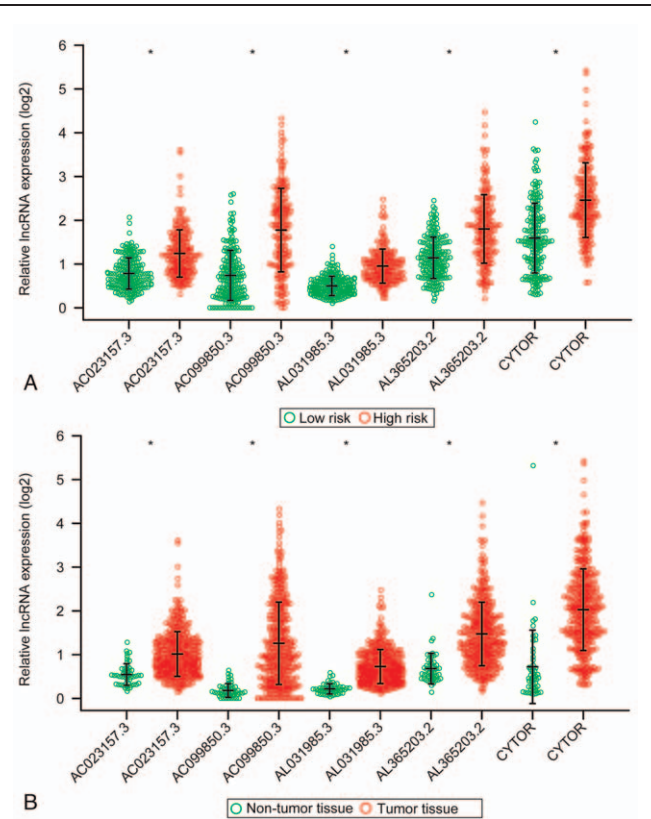 6
* * * * *
5
4
3
2
1
0
Relative lncRNA expression (log2)
AC023157.3
AC023157.3
AC099850.3
AC099850.3
AL031985.3
AL031985.3
AL365203.2
AL365203.2
CYTOR
CYTOR
A
Low risk High risk
6
* * * * *
5
4
3
2
1
0
Relative lncRNA expression (log2)
AC023157.3
AC023157.3
AC099850.3
AC099850.3
AL031985.3
AL031985.3
AL365203.2
AL365203.2
CYTOR
CYTOR
B
Non-tumor tissue Tumor tissue